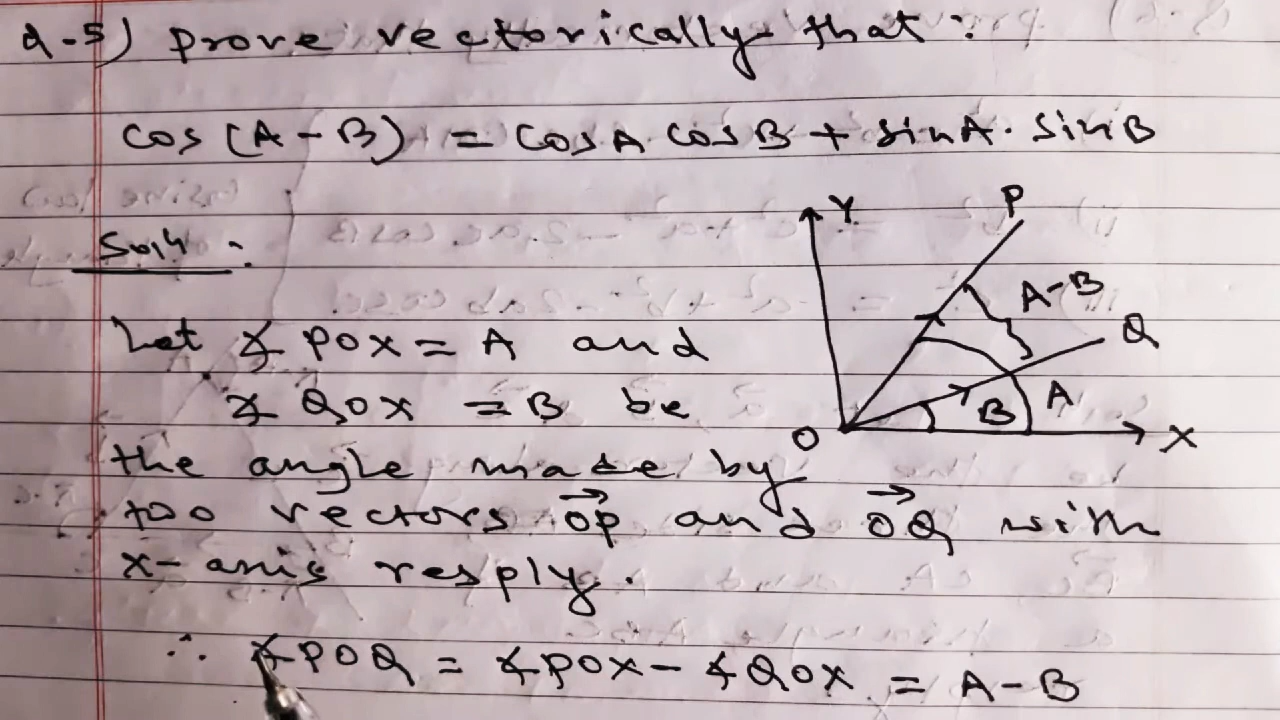 Q-5) prove vectorically that :
cos (A - B) = cosA cosB + sinA . sinB
Soln :
Y
P
A-B
Q
B
A
O
X
Let ∡ POX = A and
∡ QOX = B be
the angle made by
two vectors OP⃗ and OQ⃗ with
x-axis resply.
∴ ∡POQ = ∡POX - ∡QOX = A-B